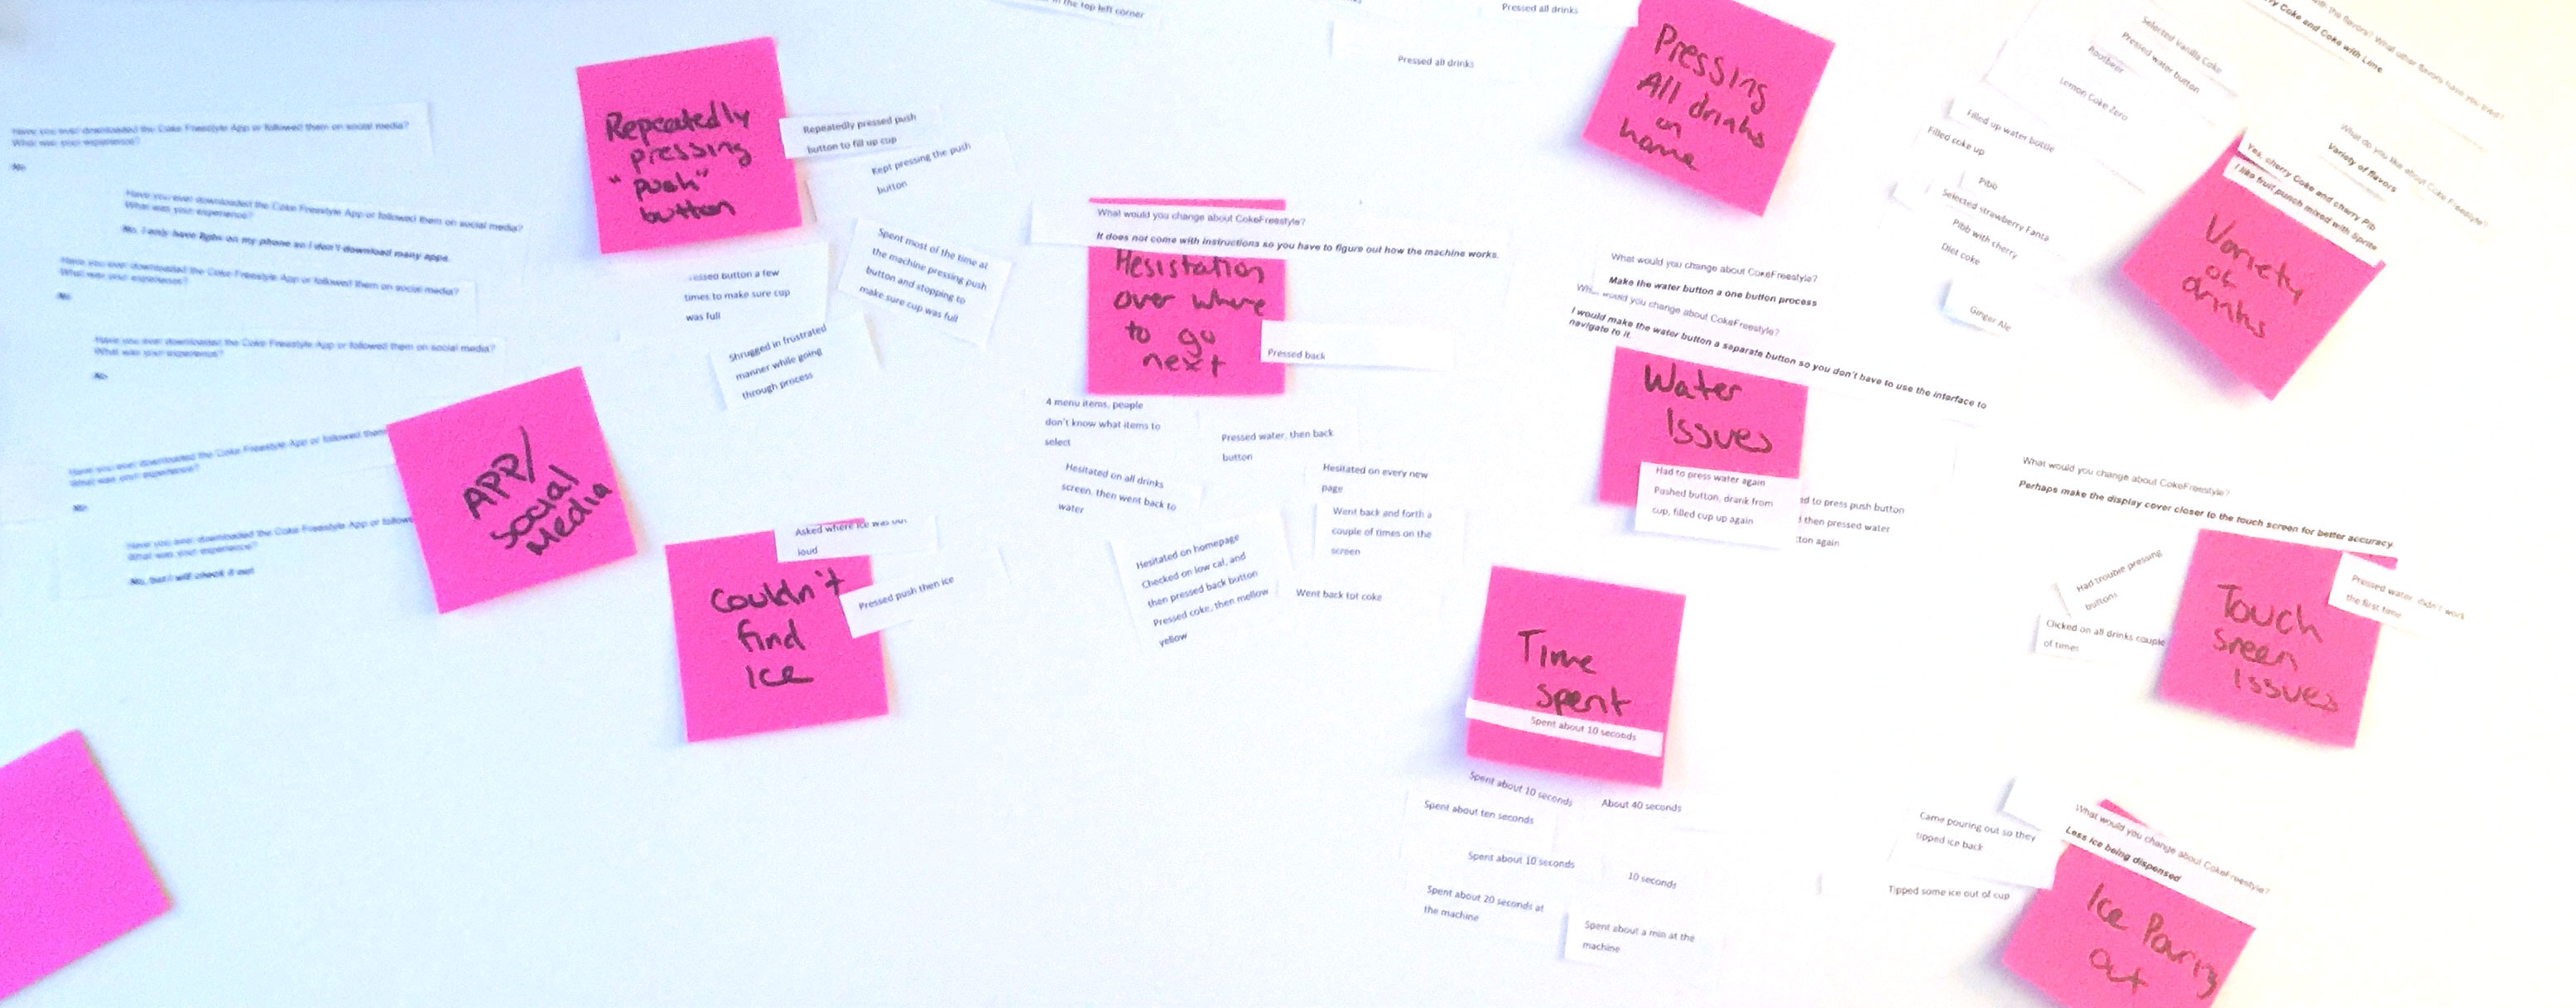 Have you ever downloaded the Coke Freestyle App or followed them on social media?
What was your experience?
No
Have you ever downloaded the Coke Freestyle App or followed them on social media?
What was your experience?
No. I only have 8gbs on my phone so I don't download many apps.
Have you ever downloaded the Coke Freestyle App or followed them on social media?
What was your experience?
No
Have you ever downloaded the Coke Freestyle App or followed them on social media?
What was your experience?
No
Have you ever downloaded the Coke Freestyle App or followed them
What was your experience?
No
Have you ever downloaded the Coke Freestyle App or follow
What was your experience?
No, but I will check it out
APP/
social
Media
Repeatedly
pressing
"push"
button
Repeatedly pressed push
button to fill up cup
Kept pressing the push
button
Spent most of the time at
the machine pressing push
button and stopping to
make sure cup was full
button a few
times to make sure cup
was full
Shrugged in frustrated
manner while going
through process
Couldn't
find
Ice
Asked where ice was out
loud
Pressed push then ice
in the top left corner
What would you change about CokeFreestyle?
It does not come with instructions so you have to figure out how the machine works.
Hesistation
over where
to go
next
Pressed back
4 menu items, people
don't know what items to
select
Pressed water, then back
button
Hesitated on all drinks
screen, then went back to
water
Hesitated on every new
page
Went back and forth a
couple of times on the
screen
Hesitated on homepage
Checked on low cal, and
then pressed back button
Pressed coke, then mellow
yellow
Went back tot coke
Pressed all drinks
Pressed all drinks
Pressing
All drinks
on
home
What would you change about CokeFreestyle?
Make the water button a one button process
would you change about CokeFreestyle?
I would make the water button a saparate button so you don't have to use the interface to
navigate to it.
Water
Issues
Had to press water again
Pushed button, drank from
cup, filled cup up again
to press push button
then pressed water
again
Time
spent
Spent about 10 seconds
Spent about 10 seconds
About 40 seconds
Spent about ten seconds
Spent about 10 seconds
10 seconds
Spent about 20 seconds at
the machine
Spent about a min at the
machine
the flavors? What other flavors have you tried?
Coke and Coke with Lime
Selected Vanilla Coke
Pressed water button
Rootbeer
Lemon Coke Zero
Filled up water bottle
Filled coke up
Pibb
Selected strawberry Fanta
Pibb with cherry
Diet coke
Ginger Ale
What do you like about Coke Freestyle?
Variety of flavors
Yes, cherry Coke and cherry Pib
I like fruit punch mixed with Sprite
Variety
of
drinks
What would you change about CokeFreestyle?
Perhaps make the display cover closer to the touch screen for better accuracy.
Had trouble pressing
buttons
Clicked on all drinks couple
of times
Pressed water, didn't work
the first time
Touch
sreen
Issues
What would you change about CokeFreestyle?
Less ice being dispensed
Came pouring out so they
tipped ice back
Tipped some ice out of cup
Ice Pouring
out